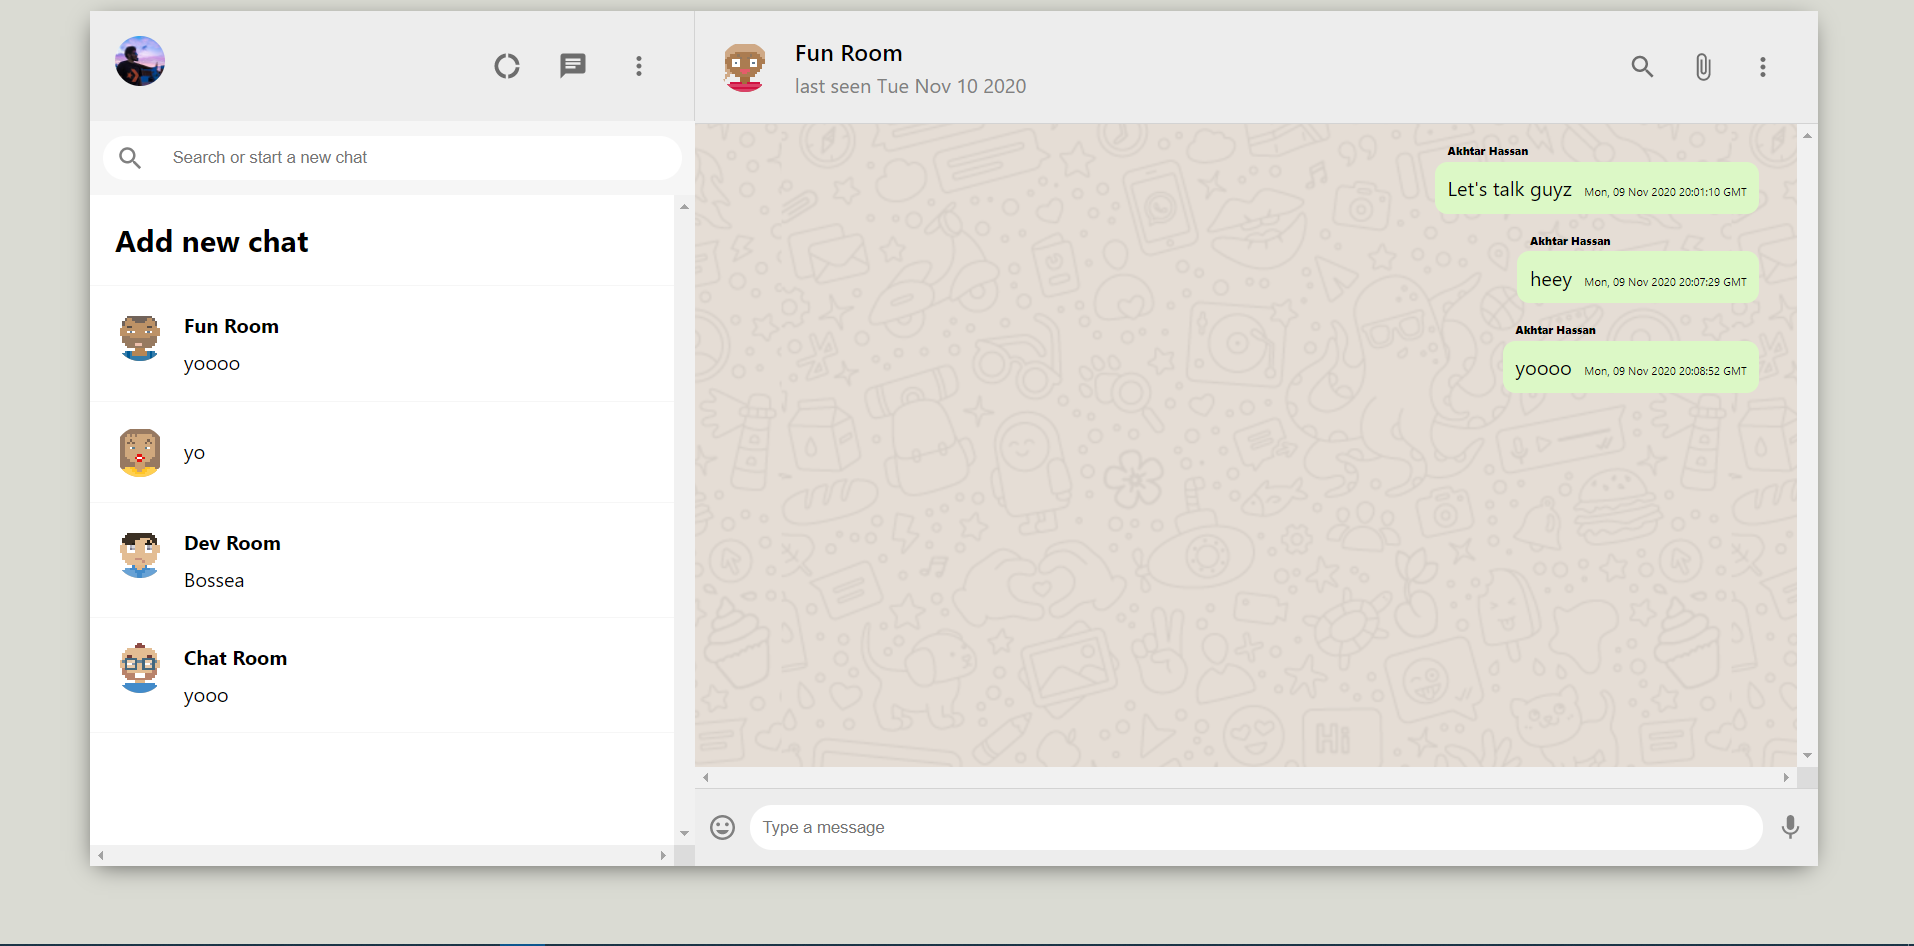 Search or start a new chat
Add new chat
Fun Room
yoooo
yo
Dev Room
Bossea
Chat Room
yooo
Fun Room
last seen Tue Nov 10 2020
Akhtar Hassan
Let's talk guyz Mon, 09 Nov 2020 20:01:10 GMT
Akhtar Hassan
heey Mon, 09 Nov 2020 20:07:29 GMT
Akhtar Hassan
yoooo Mon, 09 Nov 2020 20:08:52 GMT
Hi
Type a message